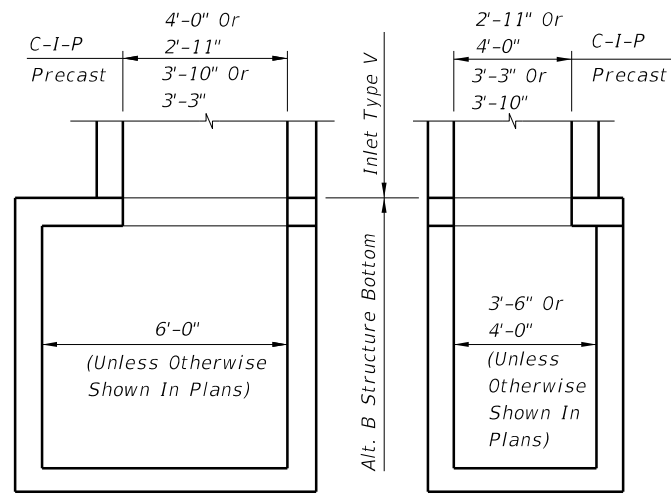 4'-0" Or
2'-11"
C-I-P
Precast
3'-10" Or
3'-3"
2'-11" Or
4'-0"
C-I-P
Precast
3'-3" Or
3'-10"
Inlet Type V
Alt. B Structure Bottom
6'-0"
(Unless Otherwise
Shown In Plans)
3'-6" Or
4'-0"
(Unless
Otherwise
Shown In
Plans)